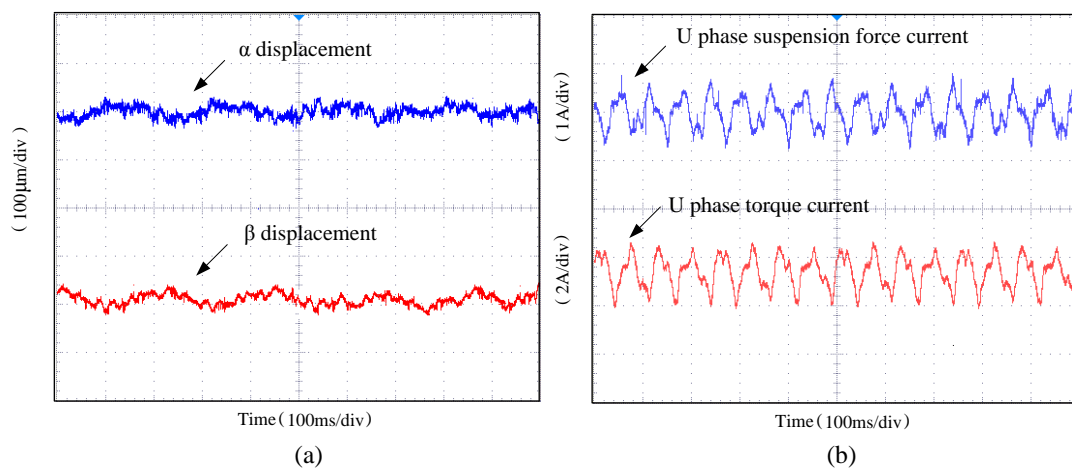 α displacement
β displacement
( 100μm/div )
Time ( 100ms/div )
(a)
U phase suspension force current
U phase torque current
( 1A/div )
( 2A/div )
Time ( 100ms/div )
(b)